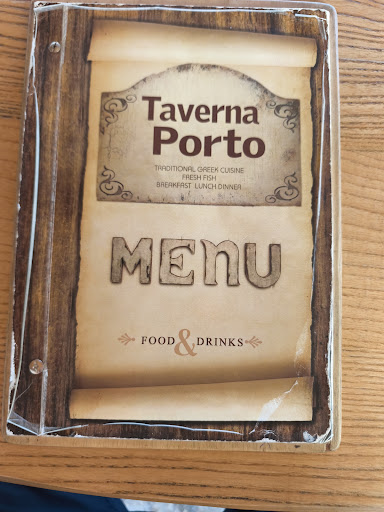 Taverna
Porto
TRADITIONAL GREEK CUISINE
FRESH FISH
BREAKFAST LUNCH DINNER
MENU
FOOD & DRINKS